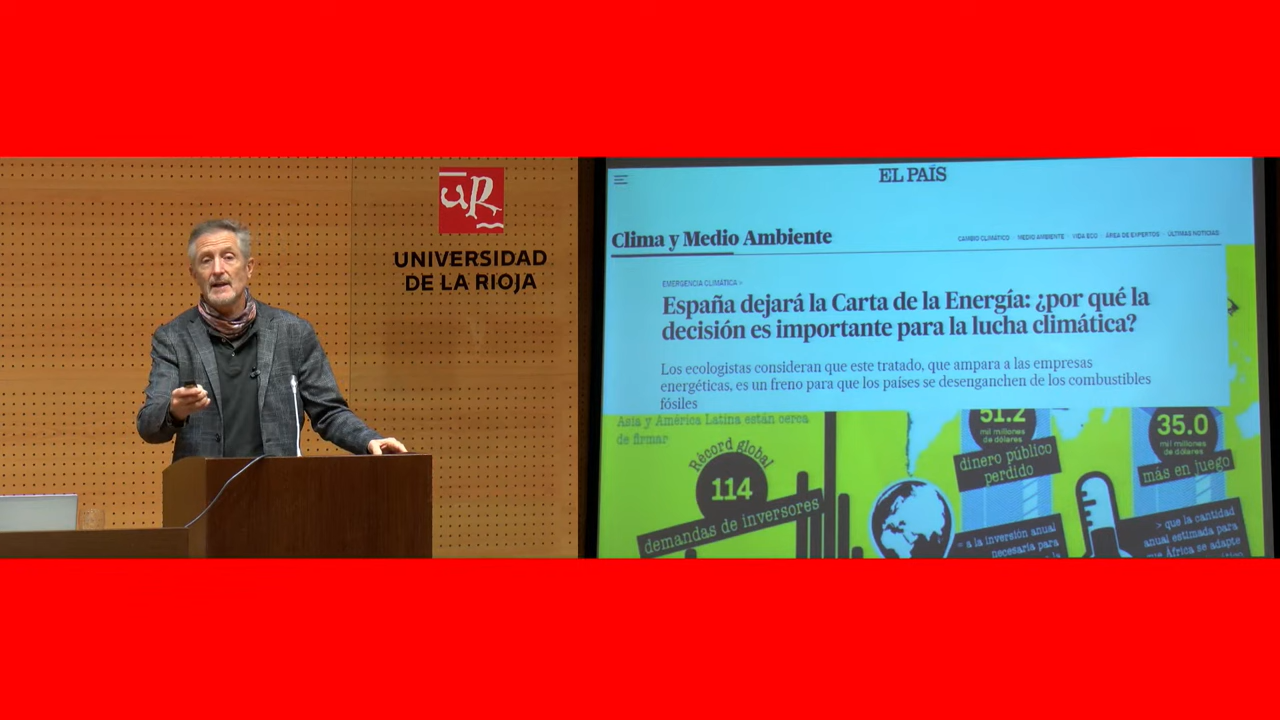 uR
UNIVERSIDAD
DE LA RIOJA
EL PAÍS
Clima y Medio Ambiente
CAMBIO CLIMÁTICO · MEDIO AMBIENTE · VIDA ECO · ÁREA DE EXPERTOS · ÚLTIMAS NOTICIAS
EMERGENCIA CLIMÁTICA >
España dejará la Carta de la Energía: ¿por qué la
decisión es importante para la lucha climática?
Los ecologistas consideran que este tratado, que ampara a las empresas
energéticas, es un freno para que los países se desenganchen de los combustibles
fósiles
Asia y América Latina están cerca
de firmar
Récord global
114
demandas de inversores
51.2
mil millones
de dólares
dinero público
perdido
= a la inversión anual
necesaria para
35.0
mil millones
de dólares
más en juego
> que la cantidad
anual estimada para
que África se adapte